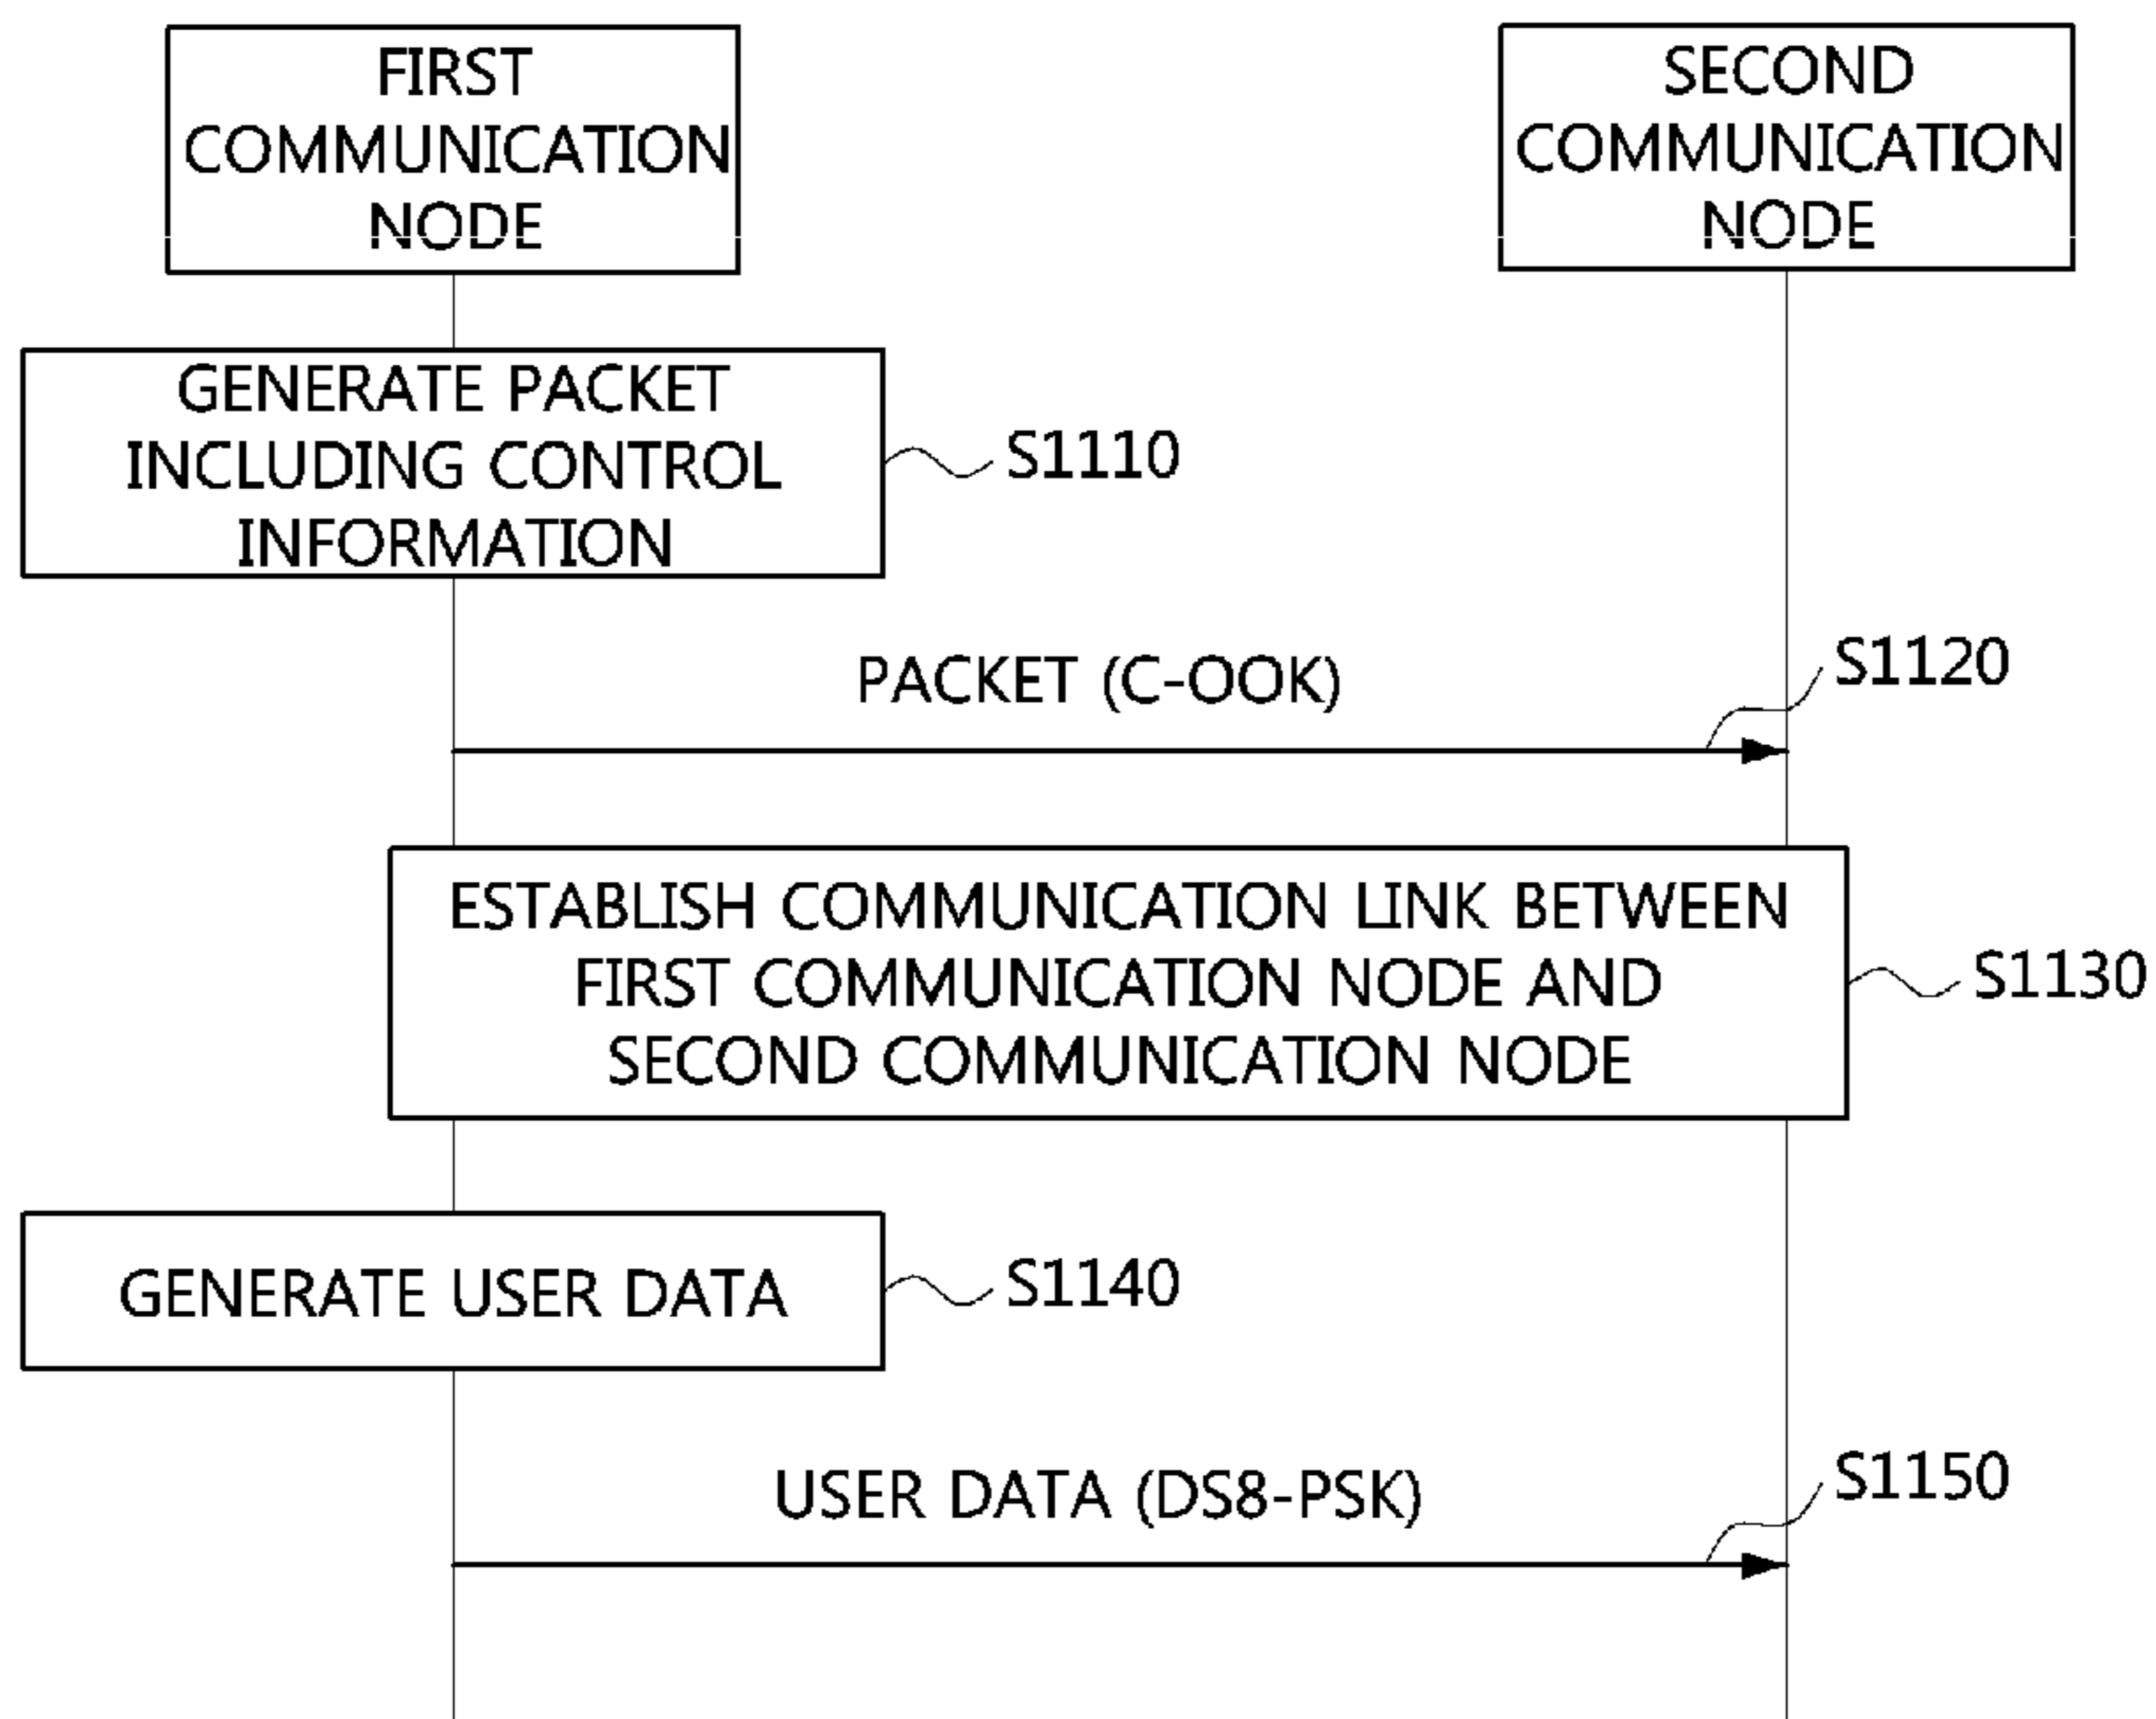 FIRST
COMMUNICATION
NODE
SECOND
COMMUNICATION
NODE
GENERATE PACKET
INCLUDING CONTROL
INFORMATION
S1110
PACKET (C-OOK)
S1120
ESTABLISH COMMUNICATION LINK BETWEEN
FIRST COMMUNICATION NODE AND
SECOND COMMUNICATION NODE
S1130
GENERATE USER DATA
S1140
USER DATA (DS8-PSK)
S1150